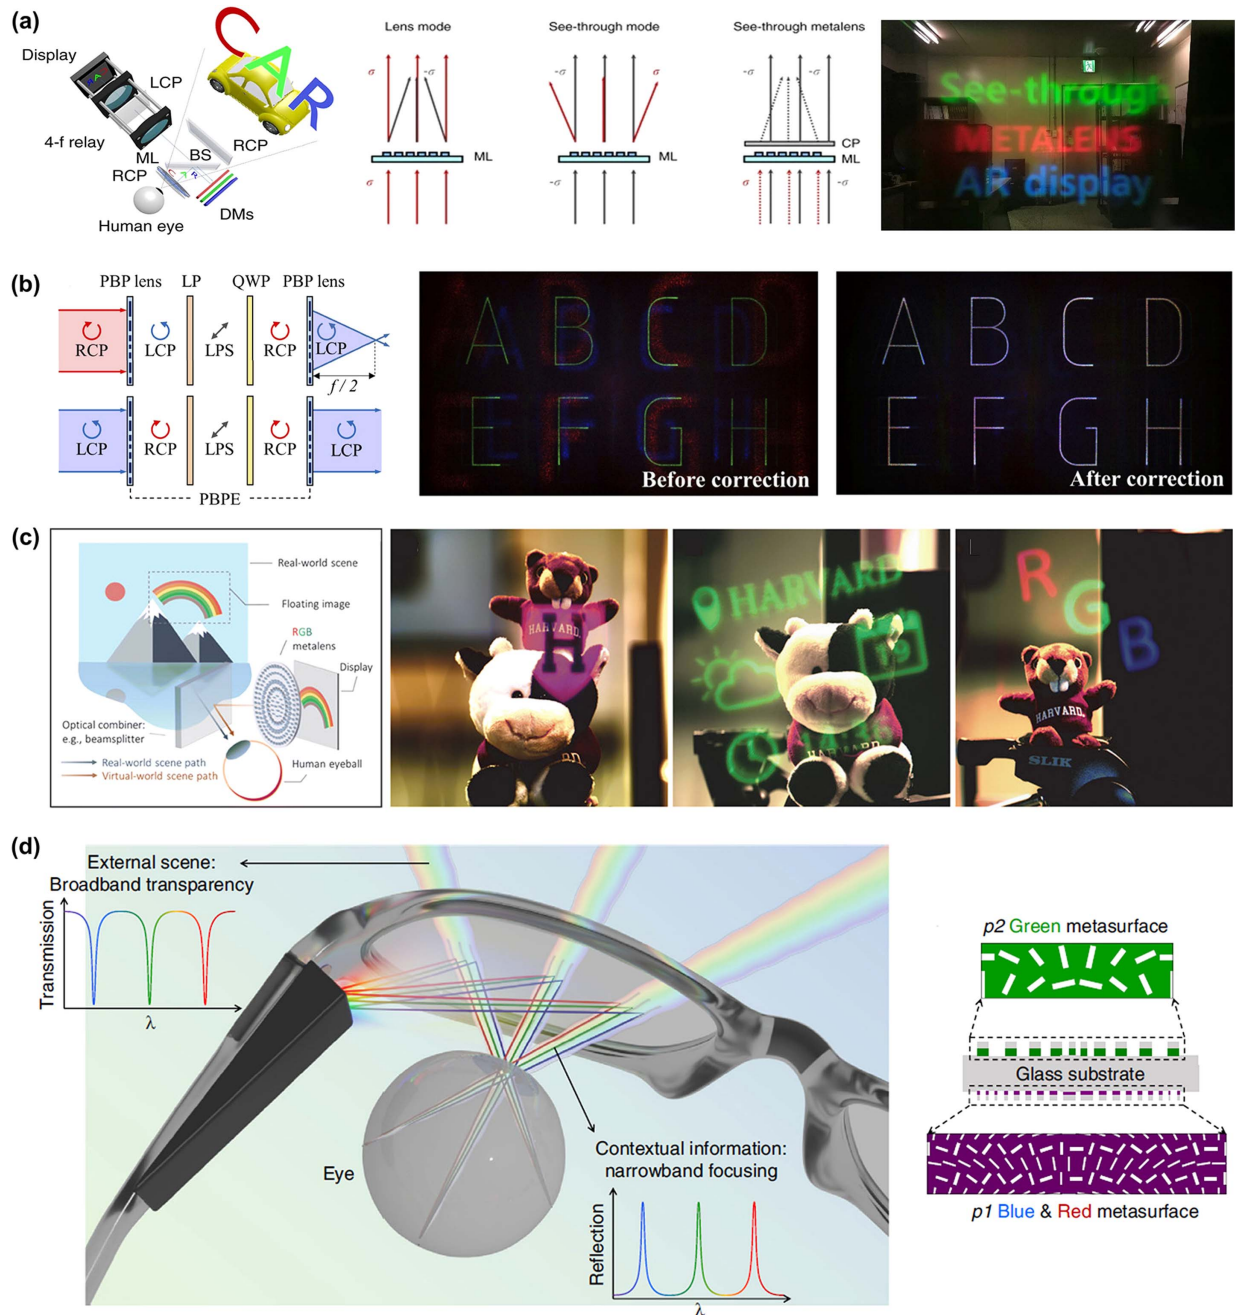 (a)
Display
LCP
4-f relay
ML
BS
RCP
RCP
DMs
Human eye
C
A
R
Lens mode
σ
-σ
ML
σ
See-through mode
-σ
σ
ML
-σ
See-through metalens
-σ
-σ
CP
ML
σ
-σ
See-through
METALENS
AR display
(b)
PBP lens
LP
QWP
PBP lens
RCP
LCP
LPS
RCP
LCP
f / 2
LCP
RCP
LPS
RCP
LCP
PBPE
A B C D
E F G H
Before correction
A B C D
E F G H
After correction
(c)
Real-world scene
Floating image
RGB
metalens
Display
Optical combiner:
e.g., beamsplitter
Real-world scene path
Virtual-world scene path
Human eyeball
HARVARD
H
HARVARD
19
R
G
B
HARVARD
SLIK
(d)
External scene:
Broadband transparency
Transmission
λ
Eye
Contextual information:
narrowband focusing
Reflection
λ
p2 Green metasurface
Glass substrate
p1 Blue & Red metasurface